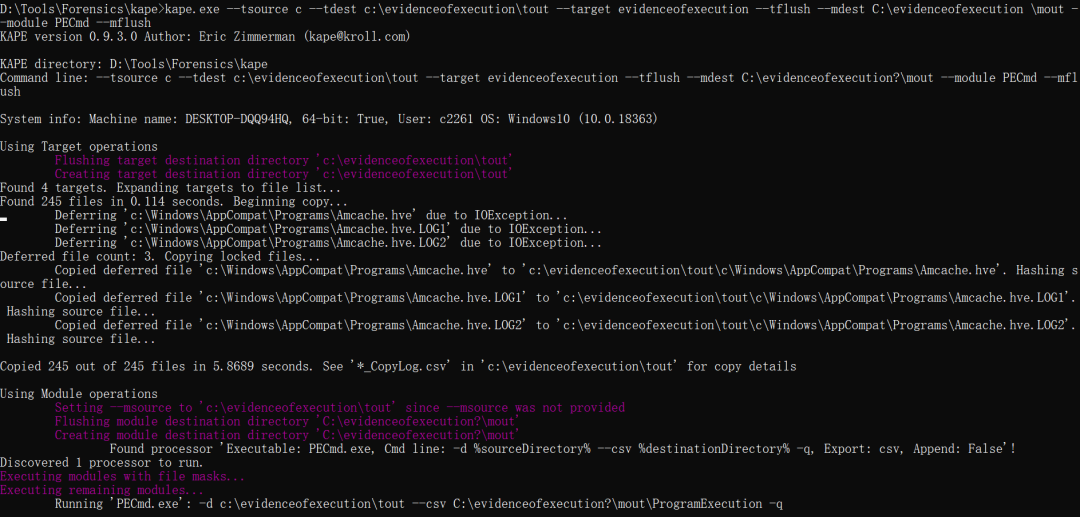 D:\Tools\Forensics\kape>kape.exe --tsource c --tdest c:\evidenceofexecution\tout --target evidenceofexecution --tflush --mdest C:\evidenceofexecution \mout -
-module PECmd --mflush
KAPE version 0.9.3.0 Author: Eric Zimmerman (kape@kroll.com)
KAPE directory: D:\Tools\Forensics\kape
Command line: --tsource c --tdest c:\evidenceofexecution\tout --target evidenceofexecution --tflush --mdest C:\evidenceofexecution?\mout --module PECmd --mfl
ush
System info: Machine name: DESKTOP-DQQ94HQ, 64-bit: True, User: c2261 OS: Windows10 (10.0.18363)
Using Target operations
Flushing target destination directory 'c:\evidenceofexecution\tout'
Creating target destination directory 'c:\evidenceofexecution\tout'
Found 4 targets. Expanding targets to file list...
Found 245 files in 0.114 seconds. Beginning copy...
Deferring 'c:\Windows\AppCompat\Programs\Amcache.hve' due to IOException...
Deferring 'c:\Windows\AppCompat\Programs\Amcache.hve.LOG1' due to IOException...
Deferring 'c:\Windows\AppCompat\Programs\Amcache.hve.LOG2' due to IOException...
Deferred file count: 3. Copying locked files...
Copied deferred file 'c:\Windows\AppCompat\Programs\Amcache.hve' to 'c:\evidenceofexecution\tout\c\Windows\AppCompat\Programs\Amcache.hve'. Hashing s
ource file...
Copied deferred file 'c:\Windows\AppCompat\Programs\Amcache.hve.LOG1' to 'c:\evidenceofexecution\tout\c\Windows\AppCompat\Programs\Amcache.hve.LOG1'.
Hashing source file...
Copied deferred file 'c:\Windows\AppCompat\Programs\Amcache.hve.LOG2' to 'c:\evidenceofexecution\tout\c\Windows\AppCompat\Programs\Amcache.hve.LOG2'.
Hashing source file...
Copied 245 out of 245 files in 5.8689 seconds. See '*_CopyLog.csv' in 'c:\evidenceofexecution\tout' for copy details
Using Module operations
Setting --msource to 'c:\evidenceofexecution\tout' since --msource was not provided
Flushing module destination directory 'C:\evidenceofexecution?\mout'
Creating module destination directory 'C:\evidenceofexecution?\mout'
Found processor 'Executable: PECmd.exe, Cmd line: -d %sourceDirectory% --csv %destinationDirectory% -q, Export: csv, Append: False'!
Discovered 1 processor to run.
Executing modules with file masks...
Executing remaining modules...
Running 'PECmd.exe': -d c:\evidenceofexecution\tout --csv C:\evidenceofexecution?\mout\ProgramExecution -q